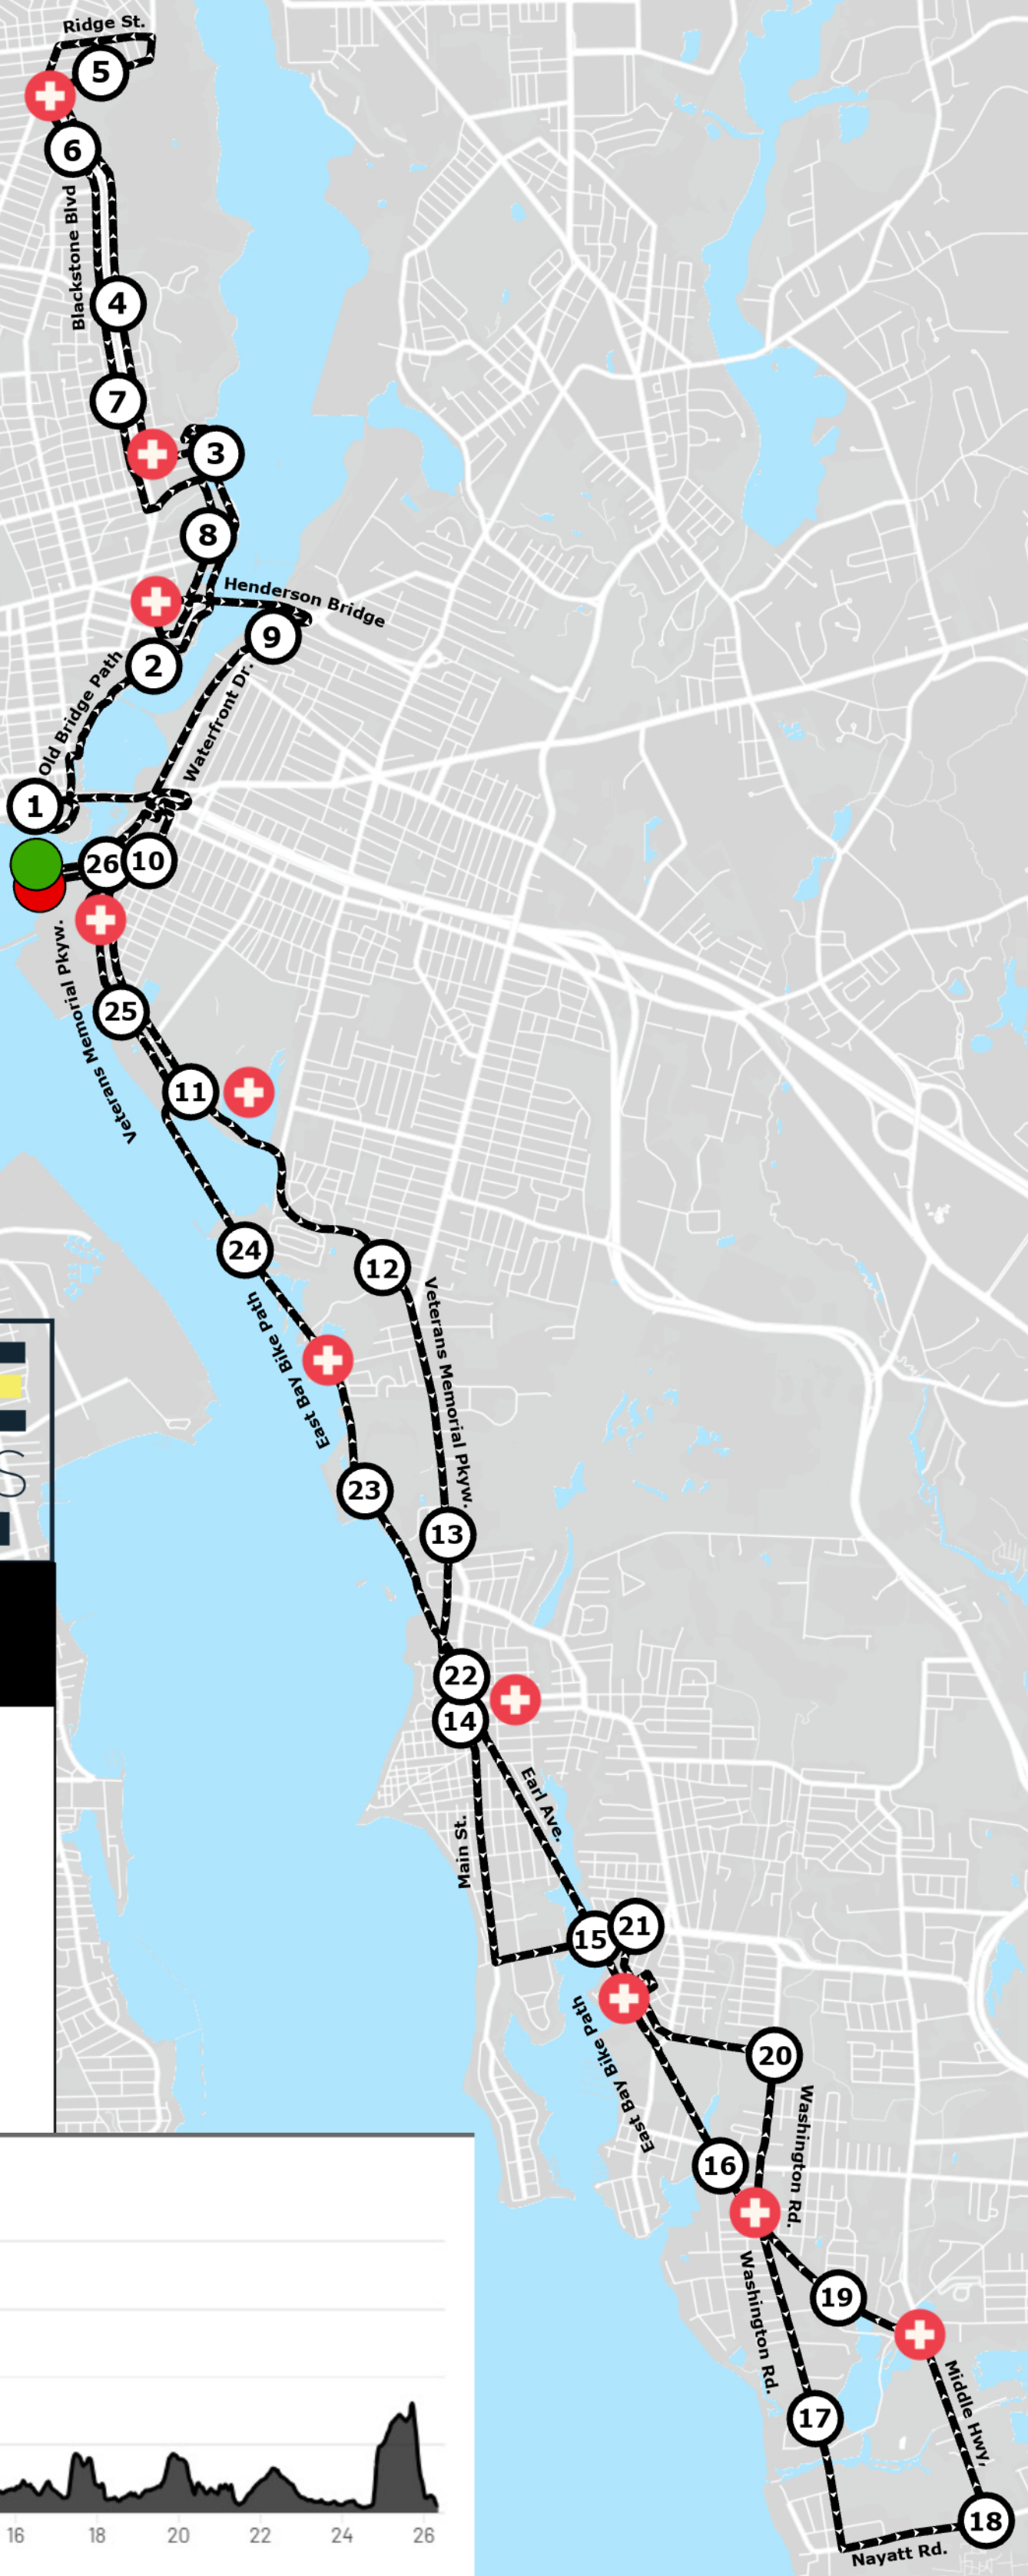 Ridge St.
5
6
Blackstone Blvd
4
7
3
8
Henderson Bridge
9
2
Old Bridge Path
Waterfront Dr.
1
26
10
Veterans Memorial Pkyw.
25
11
24
12
East Bay Bike Path
Veterans Memorial Pkyw.
S
23
13
22
14
Earl Ave.
Main St.
15
21
East Bay Bike Path
20
Washington Rd.
16
Washington Rd.
19
Middle Hwy,
17
18
Nayatt Rd.
16 18 20 22 24 26